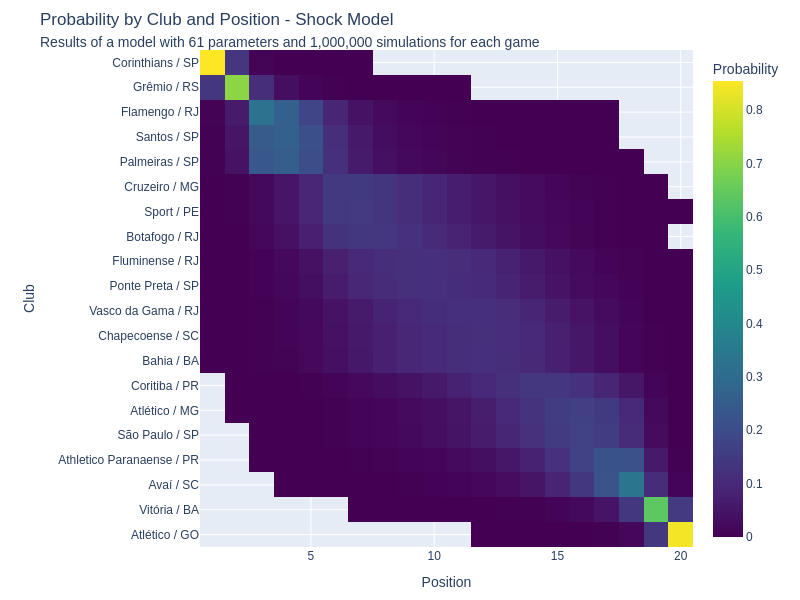 Probability by Club and Position - Shock Model
Results of a model with 61 parameters and 1,000,000 simulations for each game
Corinthians / SP
Grêmio / RS
Flamengo / RJ
Santos / SP
Palmeiras / SP
Cruzeiro / MG
Sport / PE
Botafogo / RJ
Fluminense / RJ
Ponte Preta / SP
Vasco da Gama / RJ
Chapecoense / SC
Bahia / BA
Coritiba / PR
Atlético / MG
São Paulo / SP
Athletico Paranaense / PR
Avaí / SC
Vitória / BA
Atlético / GO
Club
5
10
15
20
Position
Probability
0.8
0.7
0.6
0.5
0.4
0.3
0.2
0.1
0